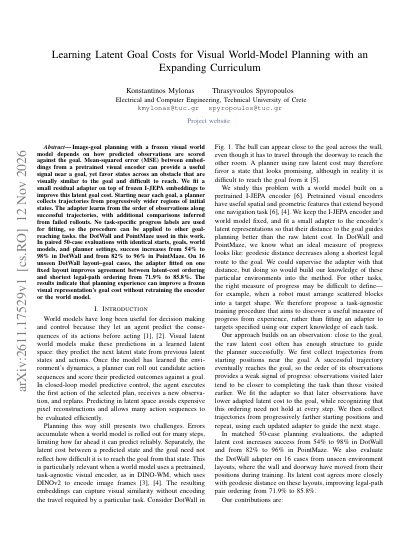 Learning Latent Goal Costs for Visual World-Model Planning with an
Expanding Curriculum
Konstantinos Mylonas Thrasyvoulos Spyropoulos
Electrical and Computer Engineering, Technical University of Crete
kmylonas@tuc.gr spyropoulos@tuc.gr
Project website
arXiv:2611.17529v1 [cs.RO] 12 Nov 2026
Abstract—Image-goal planning with a frozen visual world
model depends on how predicted observations are scored
against the goal. Mean-squared error (MSE) between embed-
dings from a pretrained visual encoder can provide a useful
signal near a goal, yet favor states across an obstacle that are
visually similar to the goal and difficult to reach. We fit a
small residual adapter on top of frozen I-JEPA embeddings to
improve this latent goal cost. Starting near each goal, a planner
collects trajectories from progressively wider regions of initial
states. The adapter learns from the order of observations along
successful trajectories, with additional comparisons inferred
from failed rollouts. No task-specific progress labels are used
for fitting, so the procedure can be applied to other goal-
reaching tasks, the DotWall and PointMaze used in this work.
In paired 50-case evaluations with identical starts, goals, world
models, and planner settings, success increases from 54% to
98% in DotWall and from 82% to 96% in PointMaze. On 16
unseen DotWall layout–goal cases, the adapter fitted on one
fixed layout improves agreement between latent-cost ordering
and shortest legal-path ordering from 71.9% to 85.8%. The
results indicate that planning experience can improve a frozen
visual representation's goal cost without retraining the encoder
or the world model.
I. INTRODUCTION
World models have long been useful for decision making
and control because they let an agent predict the conse-
quences of its actions before acting [1], [2]. Visual latent
world models make these predictions in a learned latent
space: they predict the next latent state from previous latent
states and actions. Once the model has learned the envi-
ronment's dynamics, a planner can roll out candidate action
sequences and score their predicted outcomes against a goal.
In closed-loop model predictive control, the agent executes
the first action of the selected plan, receives a new observa-
tion, and replans. Predicting in latent space avoids expensive
pixel reconstructions and allows many action sequences to
be evaluated efficiently.
Planning this way still presents two challenges. Errors
accumulate when a world model is rolled out for many steps,
limiting how far ahead it can predict reliably. Separately, the
latent cost between a predicted state and the goal need not
reflect how difficult it is to reach the goal from that state. This
is particularly relevant when a world model uses a pretrained,
task-agnostic visual encoder, as in DINO-WM, which uses
DINOv2 to encode image frames [3], [4]. The resulting
embeddings can capture visual similarity without encoding
the travel required by a particular task. Consider DotWall in
Fig. 1. The ball can appear close to the goal across the wall,
even though it has to travel through the doorway to reach the
other room. A planner using raw latent cost may therefore
favor a state that looks promising, although in reality it is
difficult to reach the goal from it [5].
We study this problem with a world model built on a
pretrained I-JEPA encoder [6]. Pretrained visual encoders
have useful spatial and geometric features that extend beyond
one navigation task [6], [4]. We keep the I-JEPA encoder and
world model fixed, and fit a small adapter to the encoder's
latent representations so that their distance to the goal guides
planning better than the raw latent cost. In DotWall and
PointMaze, we know what an ideal measure of progress looks
like: geodesic distance decreases along a shortest legal
route to the goal. We could supervise the adapter with that
distance, but doing so would build our knowledge of these
particular environments into the method. For other tasks,
the right measure of progress may be difficult to define—
for example, when a robot must arrange scattered blocks
into a target shape. We therefore propose a task-agnostic
training procedure that aims to discover a useful measure of
progress from experience, rather than fitting an adapter to
targets specified using our expert knowledge of each task.
Our approach builds on an observation: close to the goal,
the raw latent cost often has enough structure to guide
the planner successfully. We first collect trajectories from
starting positions near the goal. A successful trajectory
eventually reaches the goal, so the order of its observations
provides a weak signal of progress: observations visited later
tend to be closer to completing the task than those visited
earlier. We fit the adapter so that later observations have
lower adapted latent cost to the goal, while recognizing that
this ordering need not hold at every step. We then collect
trajectories from progressively farther starting positions and
repeat, using each updated adapter to guide the next stage.
In matched 50-case planning evaluations, the adapted
latent cost increases success from 54% to 98% in DotWall
and from 82% to 96% in PointMaze. We also evaluate
the DotWall adapter on 16 cases from unseen environment
layouts, where the wall and doorway have moved from their
positions during training. Its latent cost agrees more closely
with geodesic distance on these layouts, improving legal-path
pair ordering from 71.9% to 85.8%.
Our contributions are: